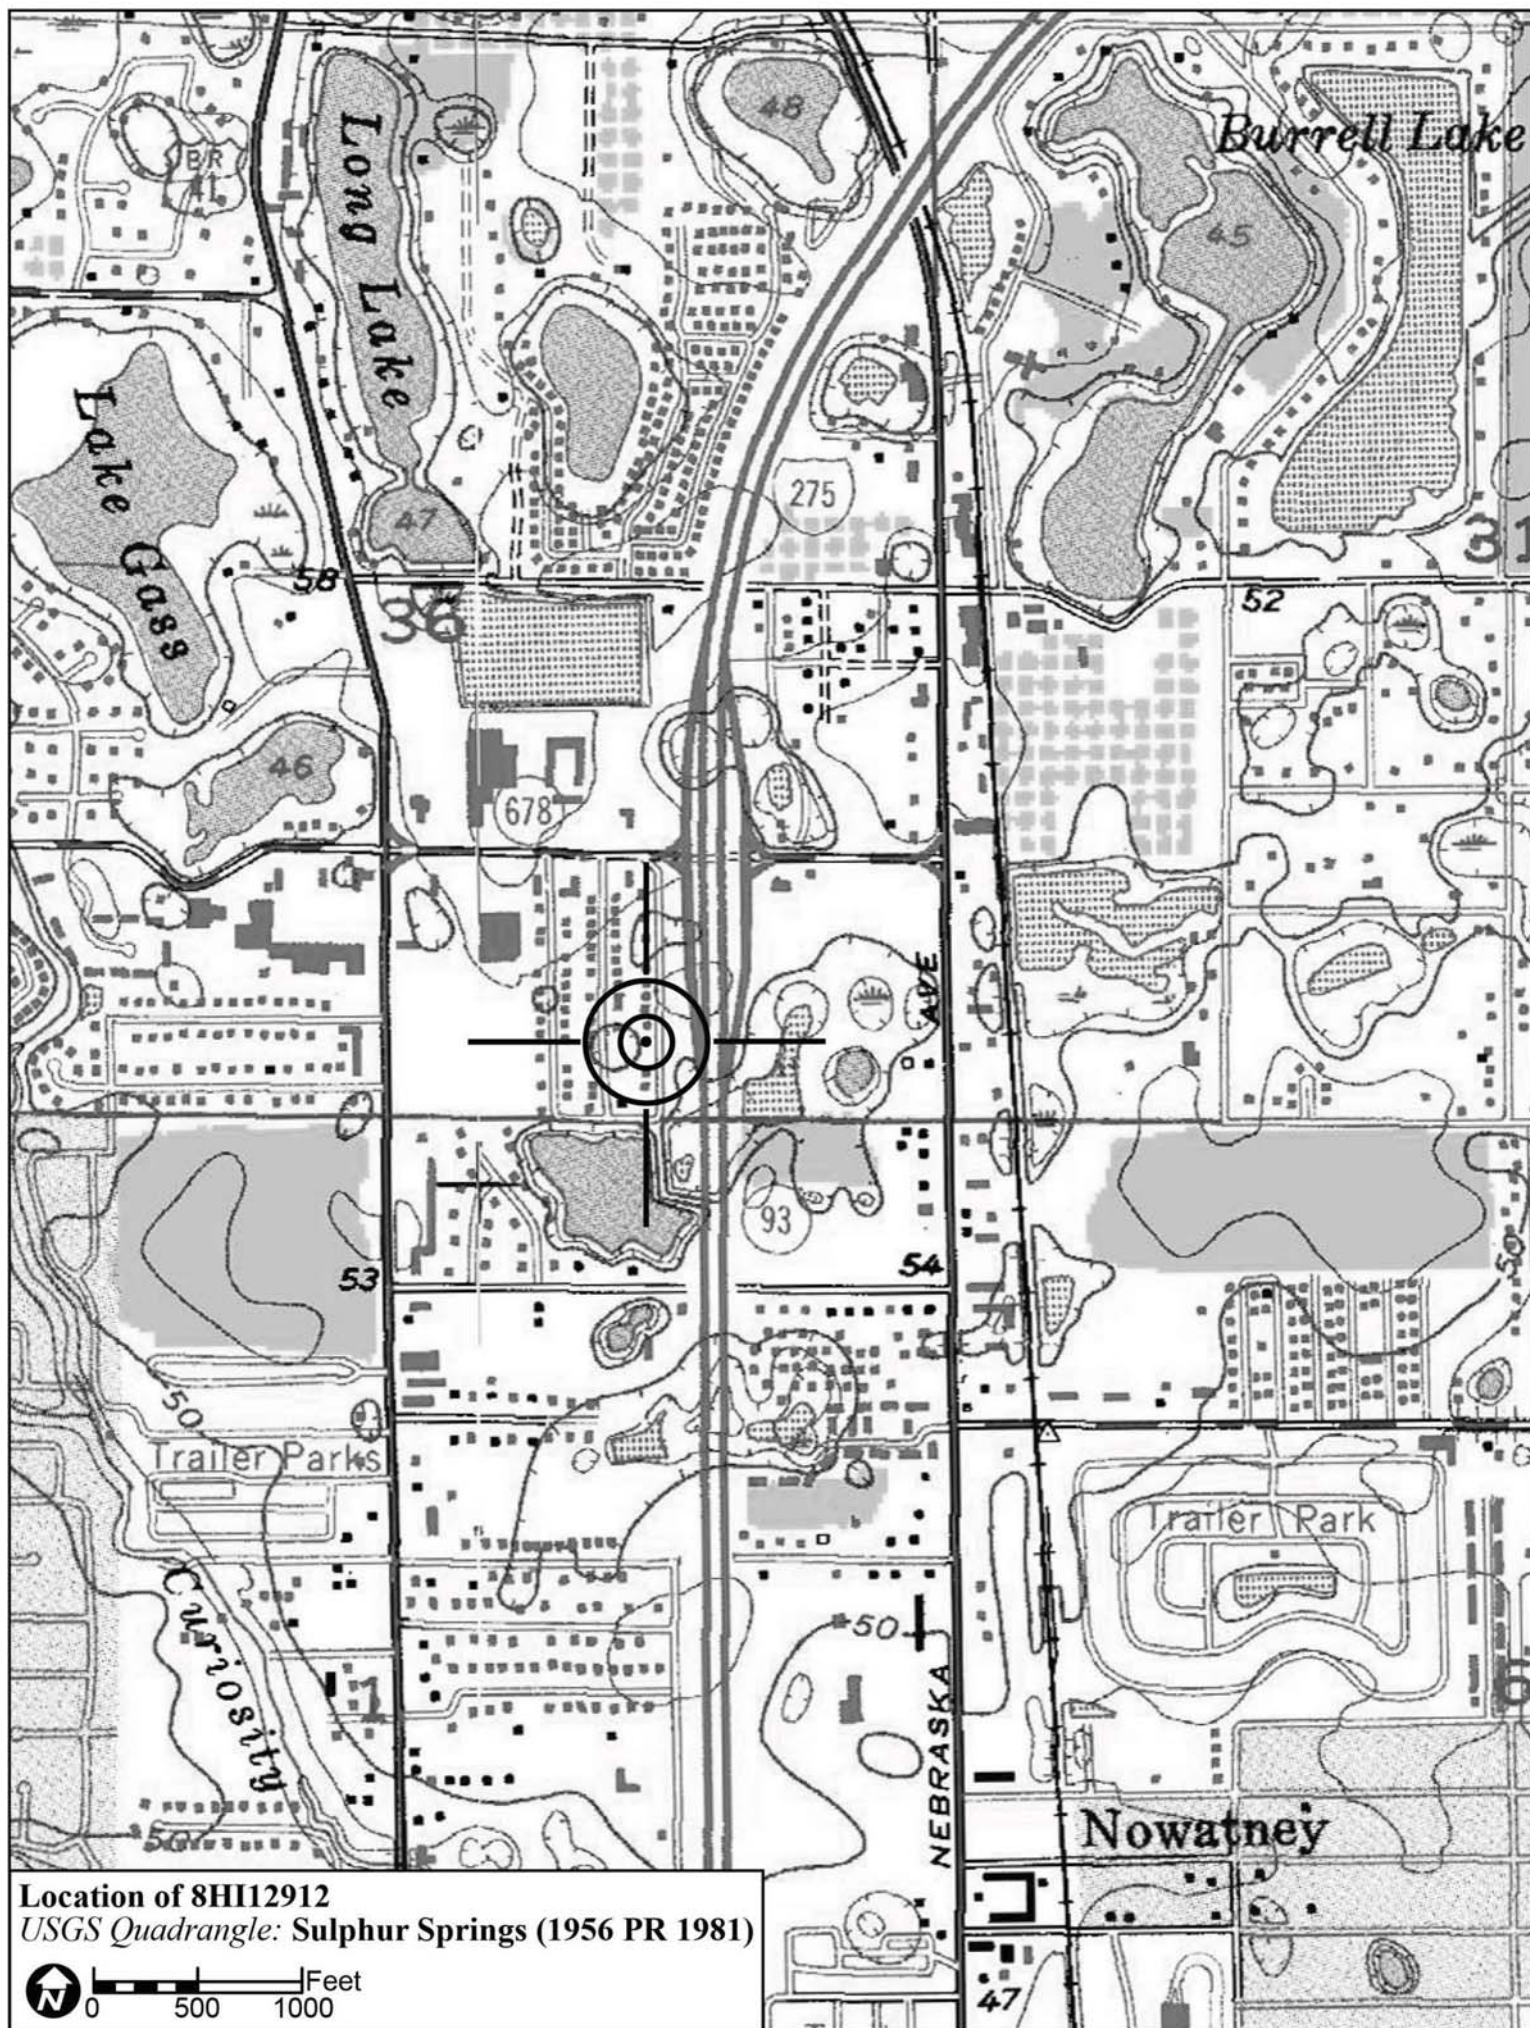 48
Burrell Lake
BR
41
Long Lake
45
Lake Gass
275
47
31
58
36
52
46
678
AVE
93
53
54
50
50
Trailer Parks
Trailer Park
50
Curiosity
1
6
NEBRASKA
50
Nowatney
Location of 8HI12912
USGS Quadrangle: Sulphur Springs (1956 PR 1981)
N
Feet
0 500 1000
47